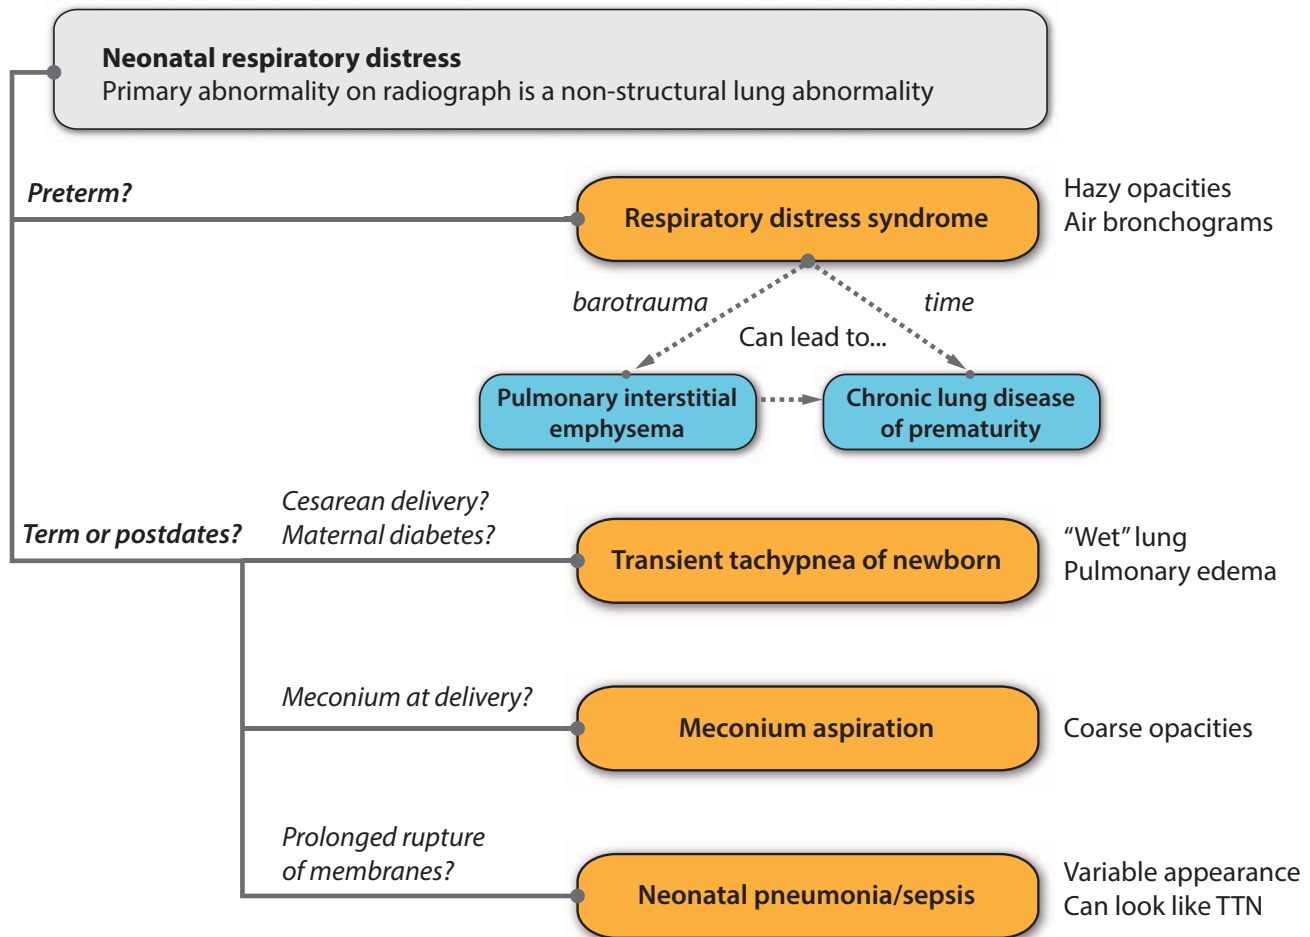 Neonatal respiratory distress
Primary abnormality on radiograph is a non-structural lung abnormality
Preterm?
Respiratory distress syndrome
Hazy opacities
Air bronchograms
barotrauma
time
Can lead to...
Pulmonary interstitial
emphysema
Chronic lung disease
of prematurity
Term or postdates?
Cesarean delivery?
Maternal diabetes?
Transient tachypnea of newborn
“Wet” lung
Pulmonary edema
Meconium at delivery?
Meconium aspiration
Coarse opacities
Prolonged rupture
of membranes?
Neonatal pneumonia/sepsis
Variable appearance
Can look like TTN